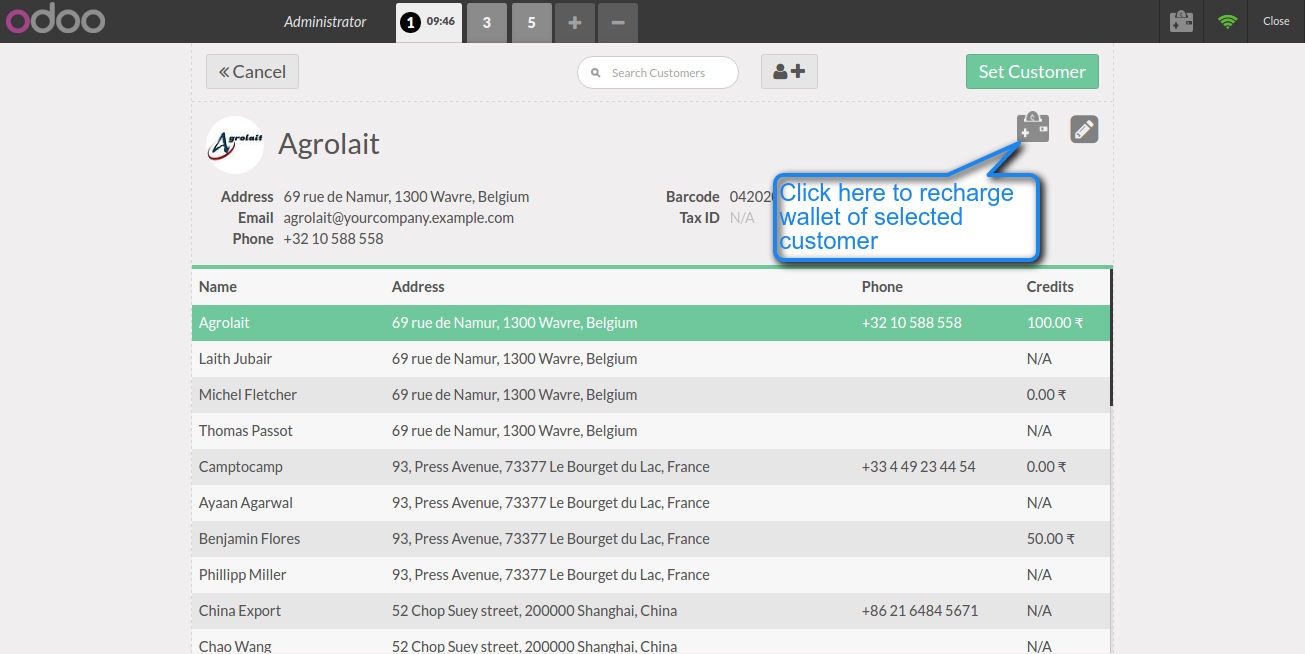 odoo Administrator 1 09:46 3 5 + − Close
« Cancel Search Customers Set Customer
Agrolait Agrolait
Address 69 rue de Namur, 1300 Wavre, Belgium Barcode 04202
Email agrolait@yourcompany.example.com Tax ID N/A
Phone +32 10 588 558
Click here to recharge
wallet of selected
customer
Name Address Phone Credits
Agrolait 69 rue de Namur, 1300 Wavre, Belgium +32 10 588 558 100.00 ₹
Laith Jubair 69 rue de Namur, 1300 Wavre, Belgium N/A
Michel Fletcher 69 rue de Namur, 1300 Wavre, Belgium 0.00 ₹
Thomas Passot 69 rue de Namur, 1300 Wavre, Belgium N/A
Camptocamp 93, Press Avenue, 73377 Le Bourget du Lac, France +33 4 49 23 44 54 0.00 ₹
Ayaan Agarwal 93, Press Avenue, 73377 Le Bourget du Lac, France N/A
Benjamin Flores 93, Press Avenue, 73377 Le Bourget du Lac, France 50.00 ₹
Phillipp Miller 93, Press Avenue, 73377 Le Bourget du Lac, France N/A
China Export 52 Chop Suey street, 200000 Shanghai, China +86 21 6484 5671 N/A
Chao Wang 52 Chop Suey street, 200000 Shanghai, China N/A